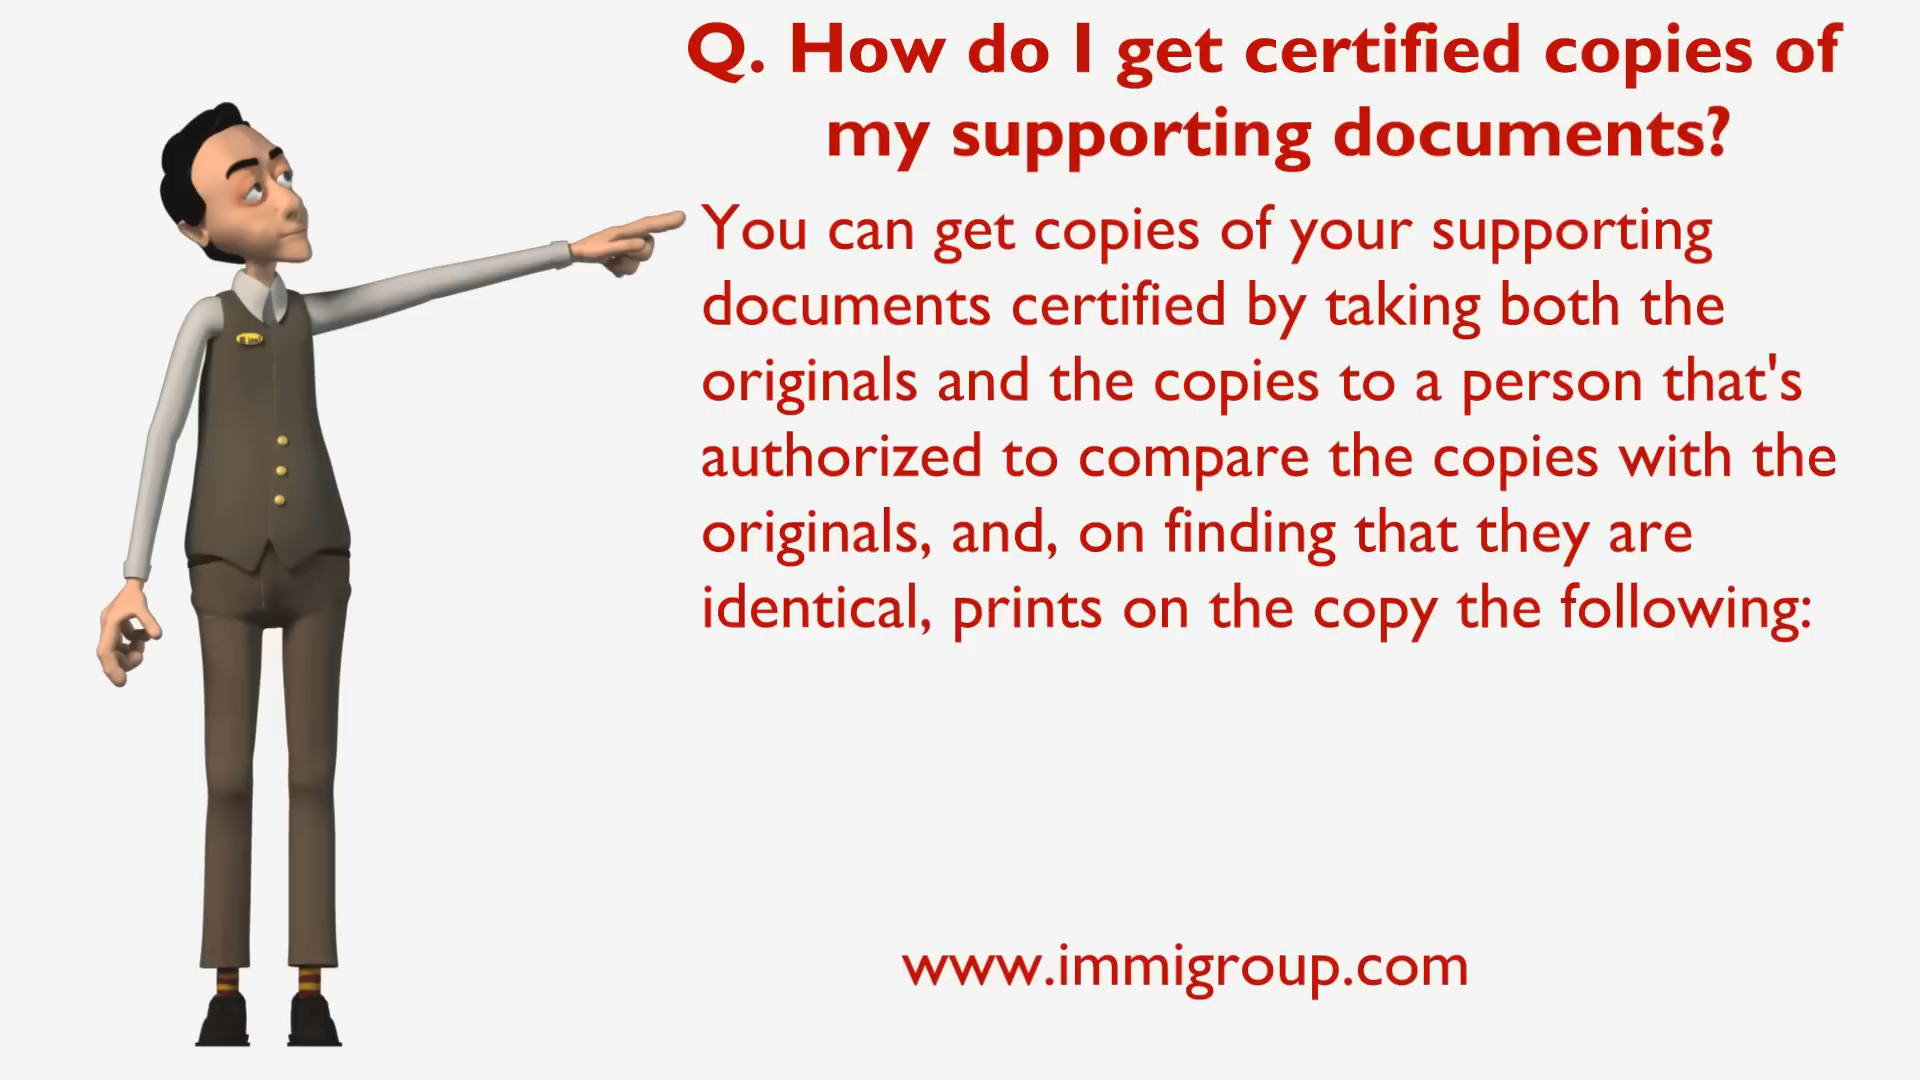 Q. How do I get certified copies of
my supporting documents?
You can get copies of your supporting
documents certified by taking both the
originals and the copies to a person that's
authorized to compare the copies with the
originals, and, on finding that they are
identical, prints on the copy the following:
www.immigroup.com